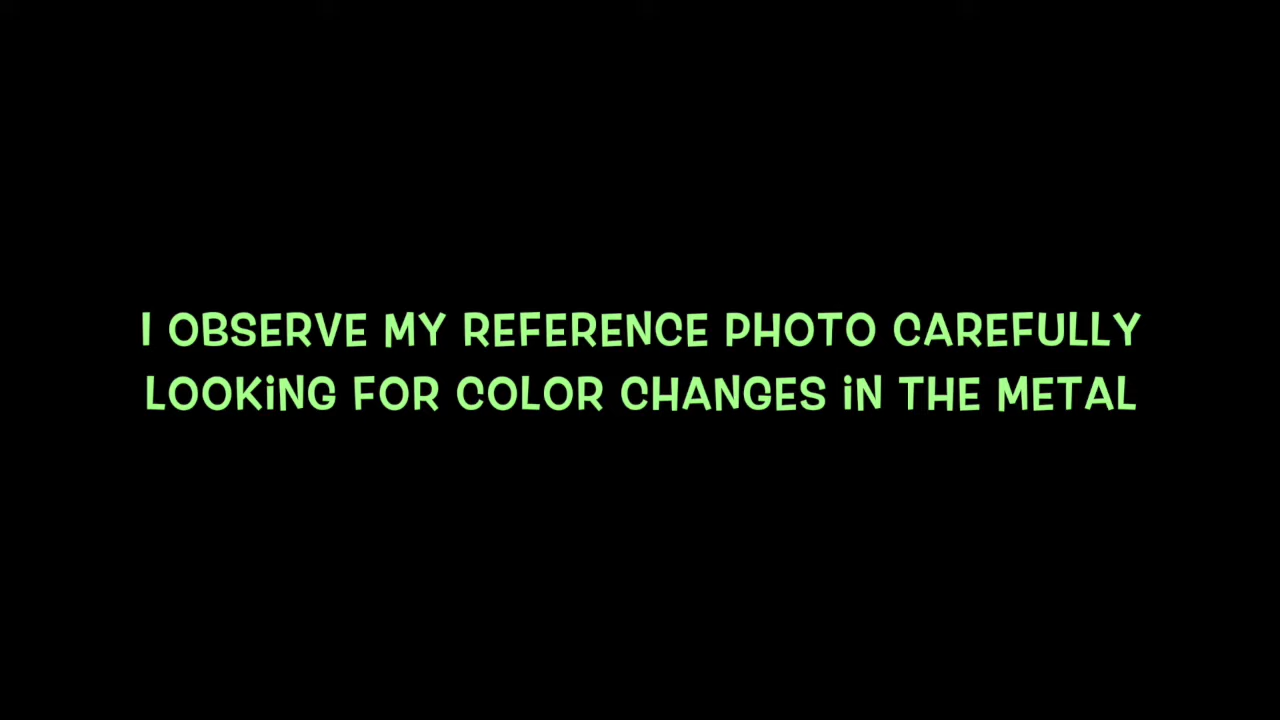 I OBSERVE MY REFERENCE PHOTO CAREFULLY
LOOKiNG FOR COLOR CHANGES iN THE METAL